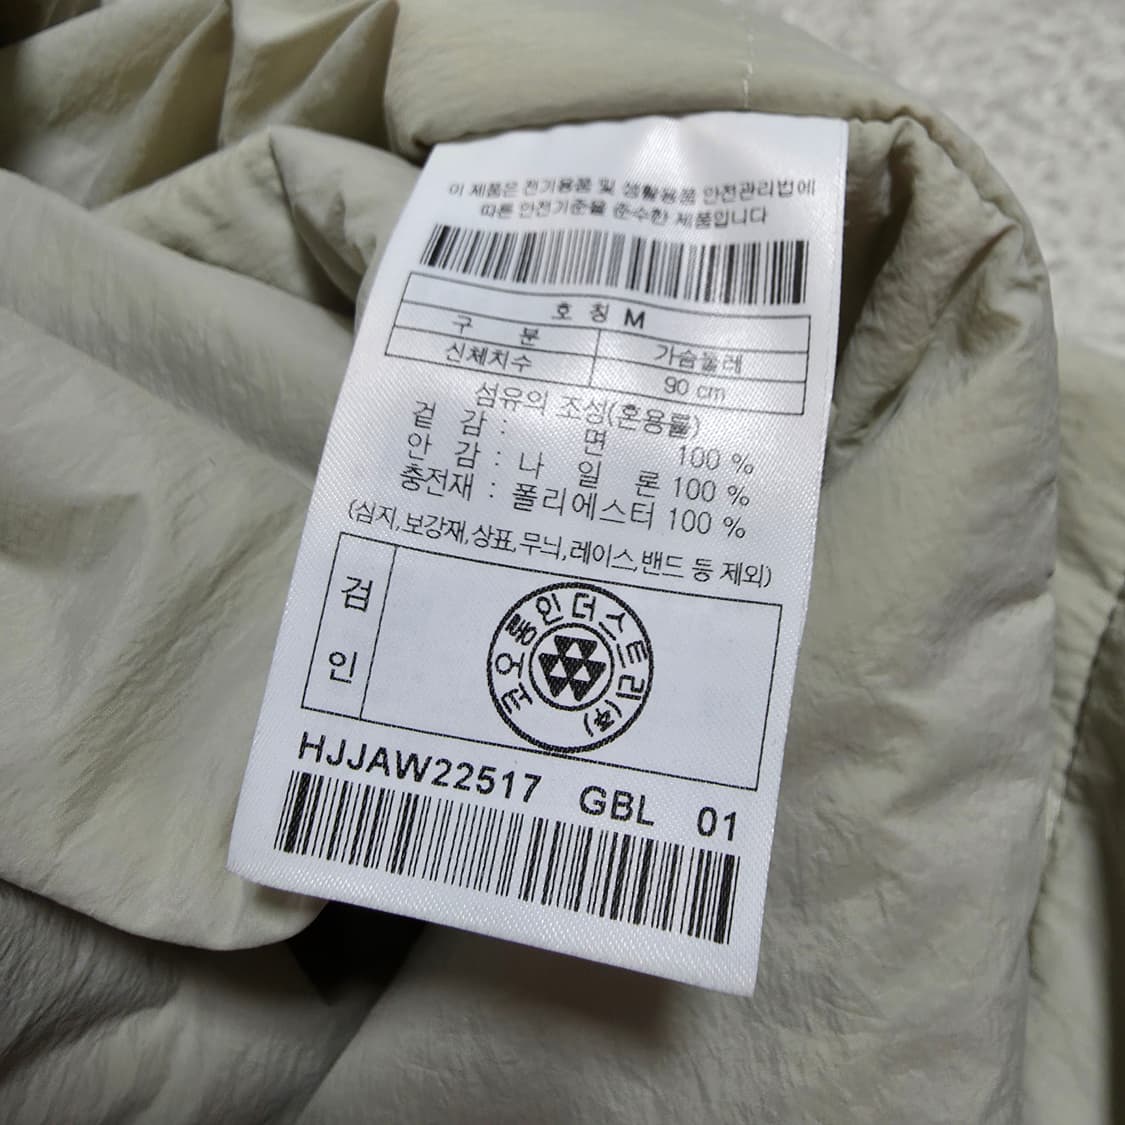 이 제품은 전기용품 및 생활용품 안전관리법에
따른 안전기준을 준수한 제품입니다
호 칭 M
구 분 가슴둘레
신체치수 90 cm
섬유의 조성(혼용률)
겉 감 : 면 100 %
안 감 : 나 일 론 100 %
충전재 : 폴리에스터 100 %
(심지,보강재,상표,무늬,레이스,밴드 등 제외)
검인
코오롱인더스트리(주)
HJJAW22517 GBL 01